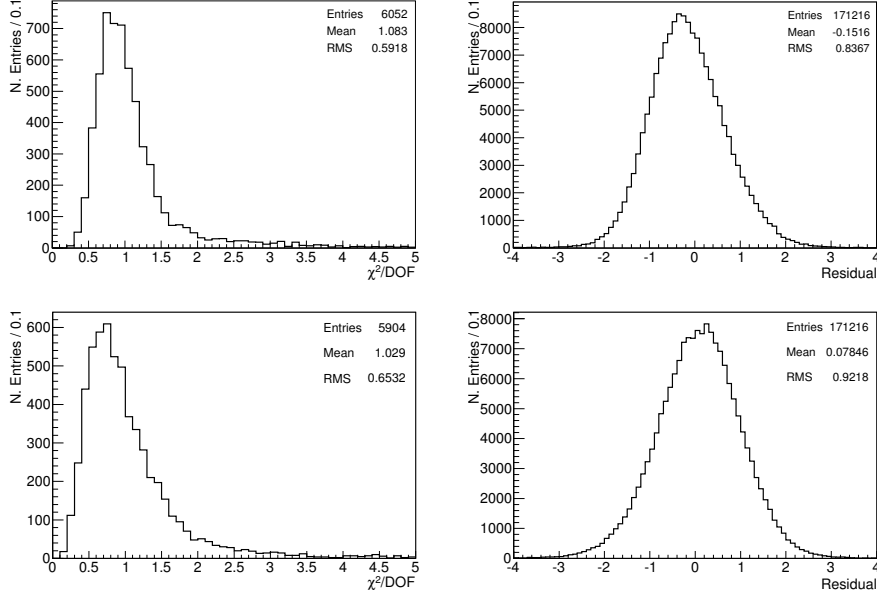 N. Entries / 0.1
700
600
500
400
300
200
100
0
0 0.5 1 1.5 2 2.5 3 3.5 4 4.5 5
χ²/DOF
Entries 6052
Mean 1.083
RMS 0.5918
N. Entries / 0.1
8000
7000
6000
5000
4000
3000
2000
1000
0
-4 -3 -2 -1 0 1 2 3 4
Residual
Entries 171216
Mean -0.1516
RMS 0.8367
N. Entries / 0.1
600
500
400
300
200
100
0
0 0.5 1 1.5 2 2.5 3 3.5 4 4.5 5
χ²/DOF
Entries 5904
Mean 1.029
RMS 0.6532
N. Entries / 0.1
8000
7000
6000
5000
4000
3000
2000
1000
0
-4 -3 -2 -1 0 1 2 3 4
Residual
Entries 171216
Mean 0.07846
RMS 0.9218